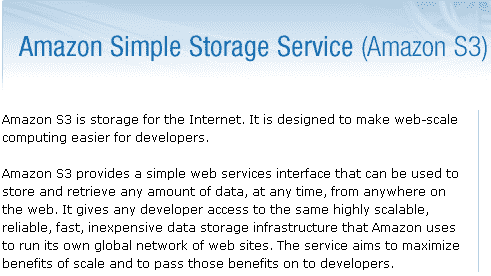 Amazon Simple Storage Service (Amazon S3)
Amazon S3 is storage for the Internet. It is designed to make web-scale
computing easier for developers.
Amazon S3 provides a simple web services interface that can be used to
store and retrieve any amount of data, at any time, from anywhere on
the web. It gives any developer access to the same highly scalable,
reliable, fast, inexpensive data storage infrastructure that Amazon uses
to run its own global network of web sites. The service aims to maximize
benefits of scale and to pass those benefits on to developers.